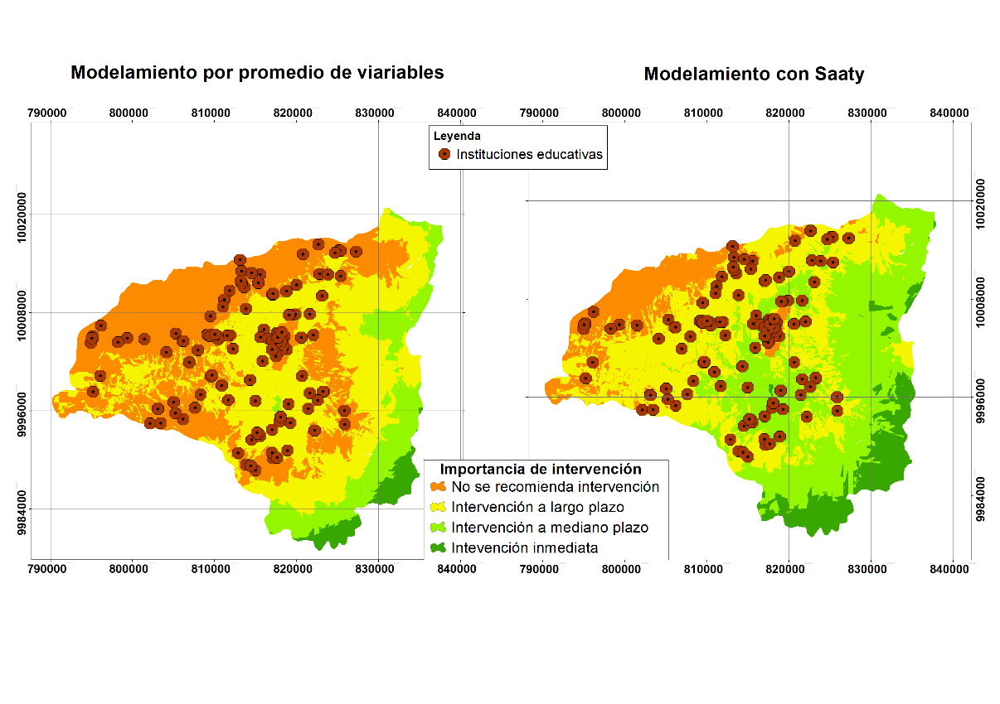 Modelamiento por promedio de viariables
Modelamiento con Saaty
790000 800000 810000 820000 830000 840000
790000 800000 810000 820000 830000 840000
Leyenda
Instituciones educativas
10020000
10008000
9996000
9984000
10020000
10008000
9996000
9984000
Importancia de intervención
No se recomienda intervención
Intervención a largo plazo
Intervención a mediano plazo
Intevención inmediata
790000 800000 810000 820000 830000 840000
790000 800000 810000 820000 830000 840000